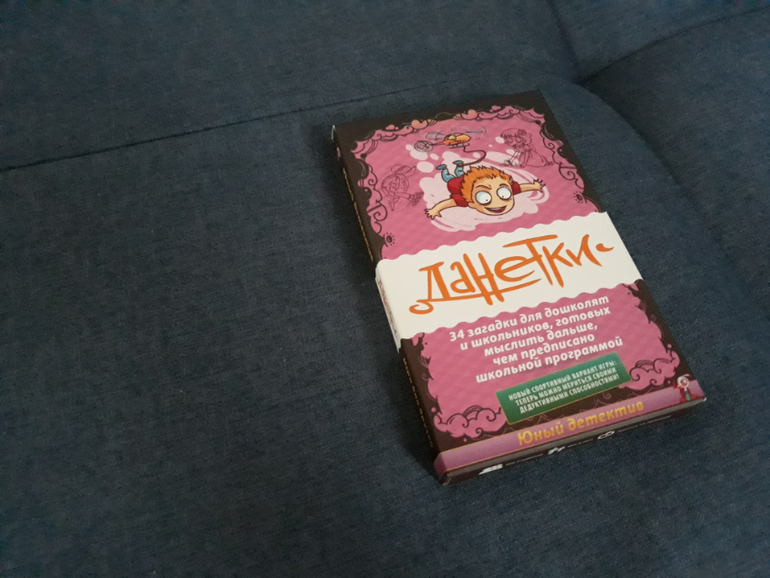 Данетки
34 загадки для дошколят
и школьников, готовых
мыслить дальше,
чем предписано
школьной программой
НОВЫЙ СПОРТИВНЫЙ ВАРИАНТ ИГРЫ:
ТЕПЕРЬ МОЖНО МЕРИТЬСЯ СВОИМИ
ДЕДУКТИВНЫМИ СПОСОБНОСТЯМИ!
Юный детектив